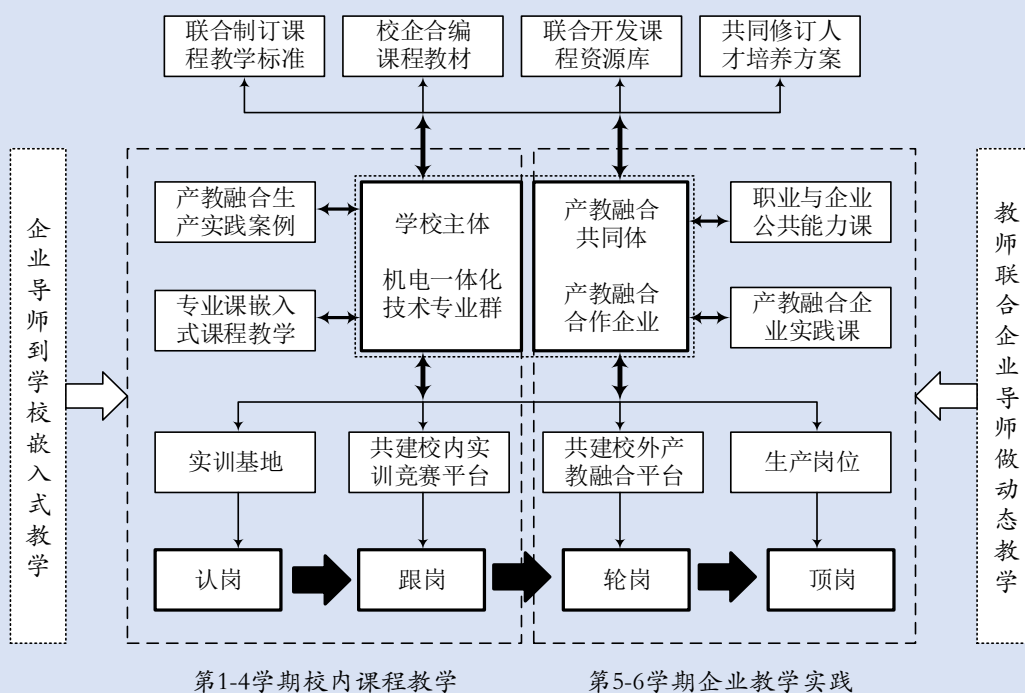 联合制订课
程教学标准
校企合编
课程教材
联合开发课
程资源库
共同修订人
才培养方案
企业导师到学校嵌入式教学
产教融合生
产实践案例
专业课嵌入
式课程教学
学校主体
机电一体化
技术专业群
产教融合
共同体
产教融合
合作企业
职业与企业
公共能力课
产教融合企
业实践课
教师联合企业导师做动态教学
实训基地
共建校内实
训竞赛平台
共建校外产
教融合平台
生产岗位
认岗
跟岗
轮岗
顶岗
第1-4学期校内课程教学
第5-6学期企业教学实践